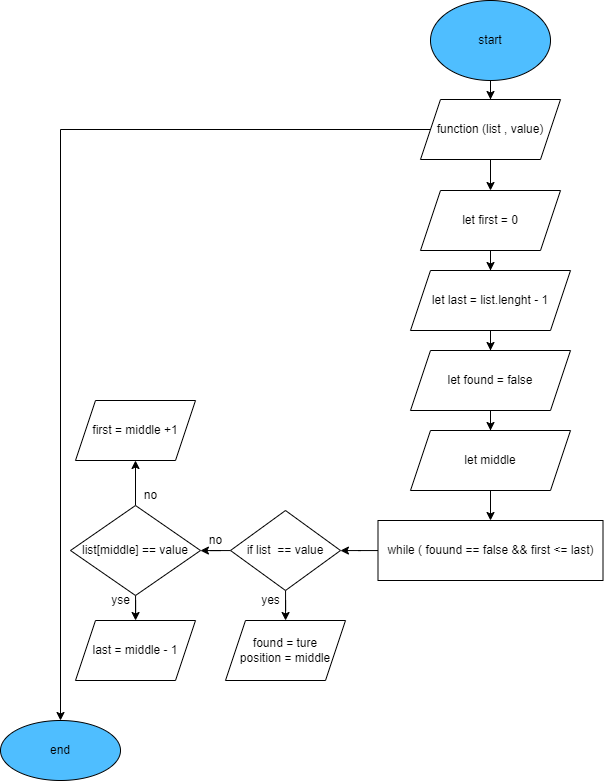 start
function (list , value)
let first = 0
let last = list.lenght - 1
let found = false
let middle
while ( fouund == false && first <= last)
if list  == value
no
yes
found = ture
position = middle
list[middle] == value
no
first = middle +1
yse
last = middle - 1
end